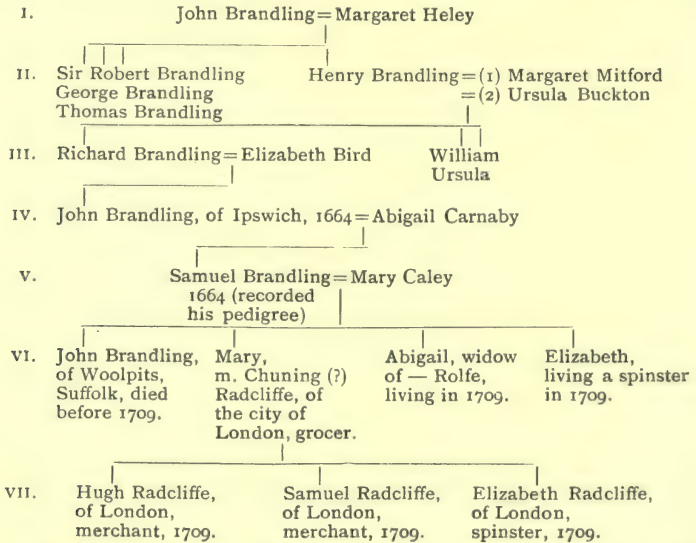 I. John Brandling=Margaret Heley
II. Sir Robert Brandling Henry Brandling=(1) Margaret Mitford
George Brandling =(2) Ursula Buckton
Thomas Brandling
III. Richard Brandling=Elizabeth Bird William
Ursula
IV. John Brandling, of Ipswich, 1664=Abigail Carnaby
V. Samuel Brandling=Mary Caley
1664 (recorded
his pedigree)
VI. John Brandling, Mary, Abigail, widow Elizabeth,
of Woolpits, m. Chuning (?) of — Rolfe, living a spinster
Suffolk, died Radcliffe, of living in 1709. in 1709.
before 1709. the city of
London, grocer.
VII. Hugh Radcliffe, Samuel Radcliffe, Elizabeth Radcliffe,
of London, of London, of London,
merchant, 1709. merchant, 1709. spinster, 1709.